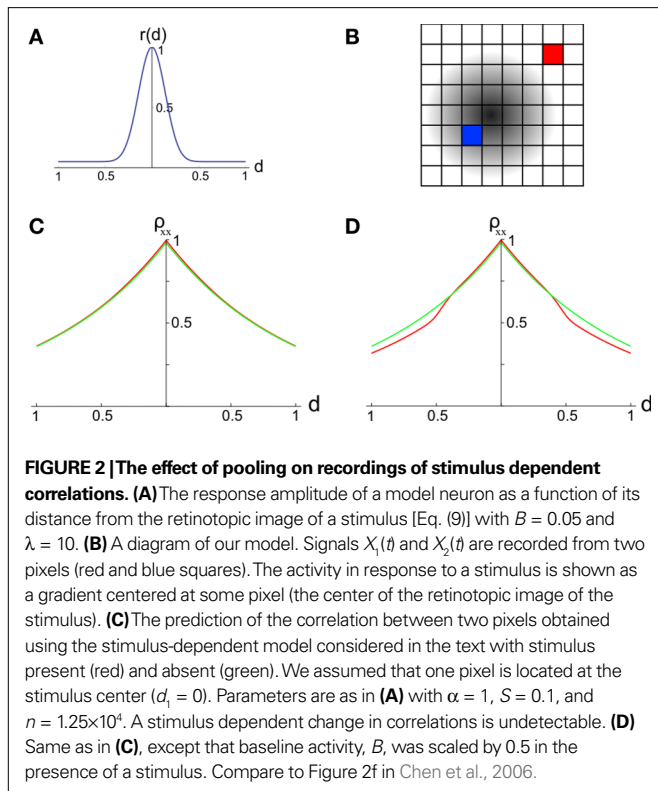 A
r(d)
1
0.5
1
0.5
0.5
1
d
B
C
ρxx
1
0.5
1
0.5
0.5
1
d
D
ρxx
1
0.5
1
0.5
0.5
1
d
FIGURE 2 | The effect of pooling on recordings of stimulus dependent
correlations. (A) The response amplitude of a model neuron as a function of its
distance from the retinotopic image of a stimulus [Eq. (9)] with B = 0.05 and
λ = 10. (B) A diagram of our model. Signals X₁(t) and X₂(t) are recorded from two
pixels (red and blue squares). The activity in response to a stimulus is shown as
a gradient centered at some pixel (the center of the retinotopic image of the
stimulus). (C) The prediction of the correlation between two pixels obtained
using the stimulus-dependent model considered in the text with stimulus
present (red) and absent (green). We assumed that one pixel is located at the
stimulus center (d₁ = 0). Parameters are as in (A) with α = 1, S = 0.1, and
n = 1.25×10⁴. A stimulus dependent change in correlations is undetectable. (D)
Same as in (C), except that baseline activity, B, was scaled by 0.5 in the
presence of a stimulus. Compare to Figure 2f in Chen et al., 2006.